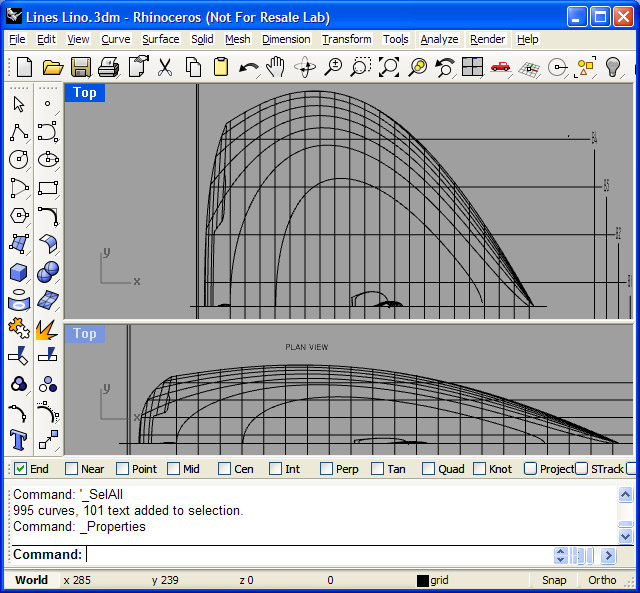 Lines Lino.3dm - Rhinoceros (Not For Resale Lab)
File Edit View Curve Surface Solid Mesh Dimension Transform Tools Analyze Render Help
Top
y
x
Top
PLAN VIEW
y
x
End Near Point Mid Cen Int Perp Tan Quad Knot Project STrack
Command: '_SelAll
995 curves, 101 text added to selection.
Command: _Properties
Command:
World x 285 y 239 z 0 0 grid Snap Ortho